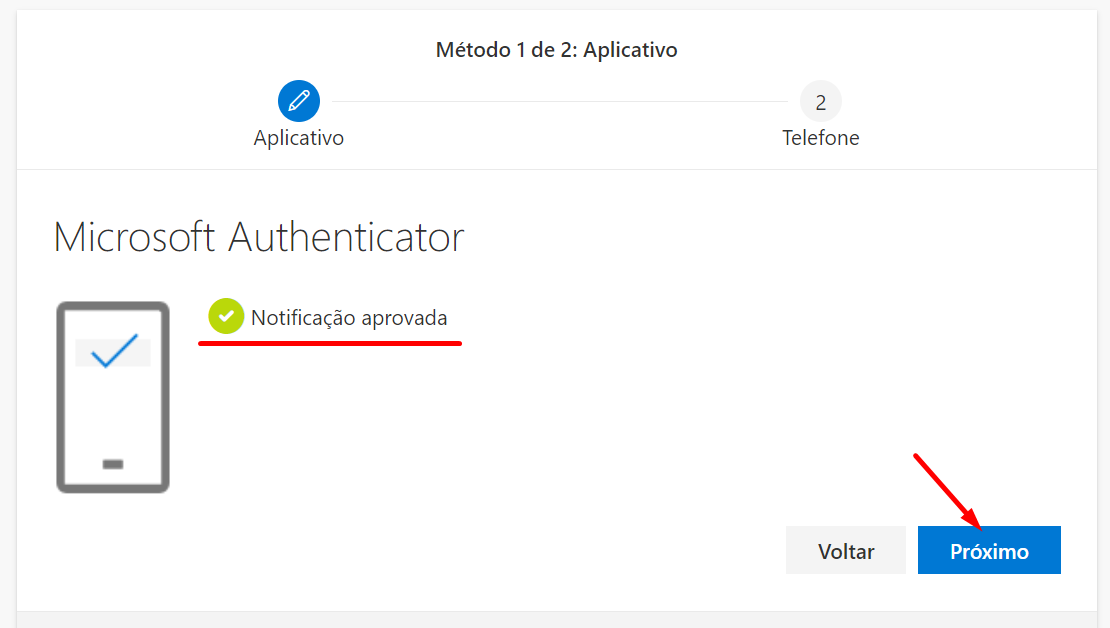 Método 1 de 2: Aplicativo
2
Aplicativo
Telefone
Microsoft Authenticator
Notificação aprovada
Voltar
Próximo